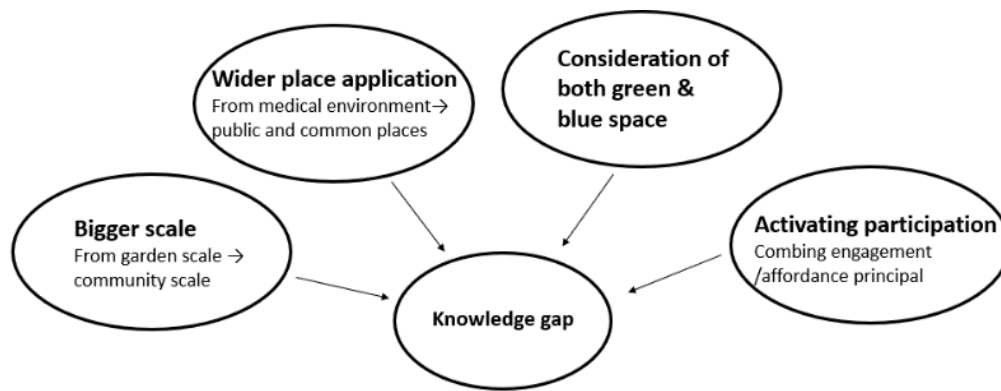 Wider place application
From medical environment→
public and common places
Consideration of
both green &
blue space
Bigger scale
From garden scale →
community scale
Activating participation
Combing engagement
/affordance principal
Knowledge gap